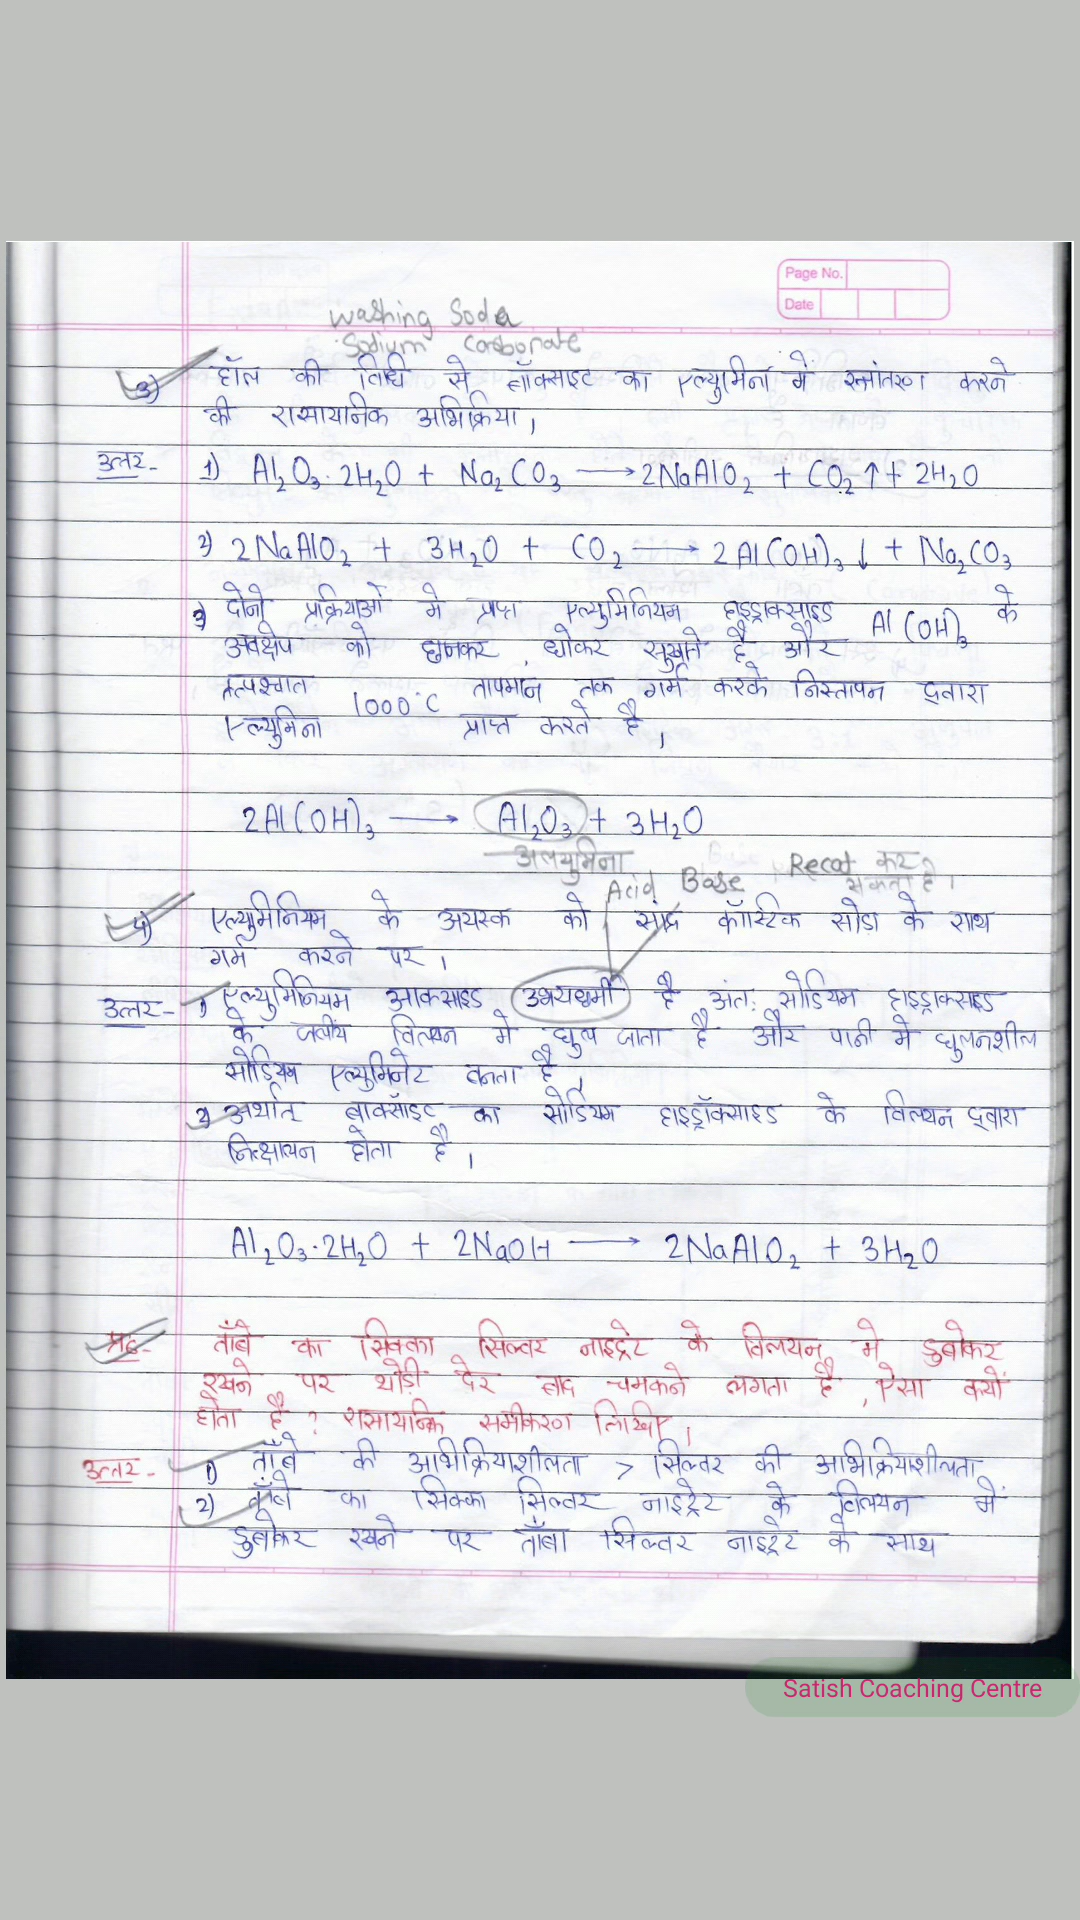 Page No.
Date
Washing Soda
Sodium Carbonate
3) हॉल की विधि से बॉक्साइट का एल्युमिना में रूपांतरण करने
की रासायनिक अभिक्रिया,
उत्तर- 1) Al₂O₃·2H₂O + Na₂CO₃ ⟶ 2NaAlO₂ + CO₂↑ + 2H₂O
2) 2NaAlO₂ + 3H₂O + CO₂ ⟶ 2Al(OH)₃↓ + Na₂CO₃
3) दोनो प्रक्रियाओं मे प्राप्त एल्युमिनियम हाइड्राक्साइड Al(OH)₃ के
अवक्षेप को छानकर, धोकर सुखाते है और
तत्पश्चात 1000°C तापमान तक गर्म करके निस्तापन द्वारा
एल्युमिना प्राप्त करते है,
2Al(OH)₃ ⟶ Al₂O₃ + 3H₂O
अलयुमिना
Acid Base Recat कर
सकता है।
4) एल्युमिनियम के अयस्क को सांद्र कॉस्टिक सोडा के साथ
गर्म करने पर,
उत्तर- 1) एल्युमिनियम आकसाइड उभयधर्मी है अंत: सोडियम हाइड्राक्साइड
के जलीय विलयन मे घुल जाता है और पानी मे घुलनशील
सोडियम एल्युमिनेट बनता है,
2) अर्थात् बाक्सॉइट का सोडियम हाइड्रॉक्साइड के विलयन द्वारा
निक्षालन होता है,
Al₂O₃·2H₂O + 2NaOH ⟶ 2NaAlO₂ + 3H₂O
प्र6- ताँबे का सिक्का सिल्वर नाइट्रेट के विलयन मे डुबोकर
रखने पर थोड़ी देर बाद चमकने लगता है, ऐसा क्यों
होता है? रासायनिक समीकरण लिखिए,
उत्तर- 1) ताँबे की अभिक्रियाशीलता > सिल्वर की अभिक्रियाशीलता
2) ताँबे का सिक्का सिल्वर नाइट्रेट के विलयन में
डुबोकर रखने पर ताँबा सिल्वर नाइट्रेट के साथ
Satish Coaching Centre